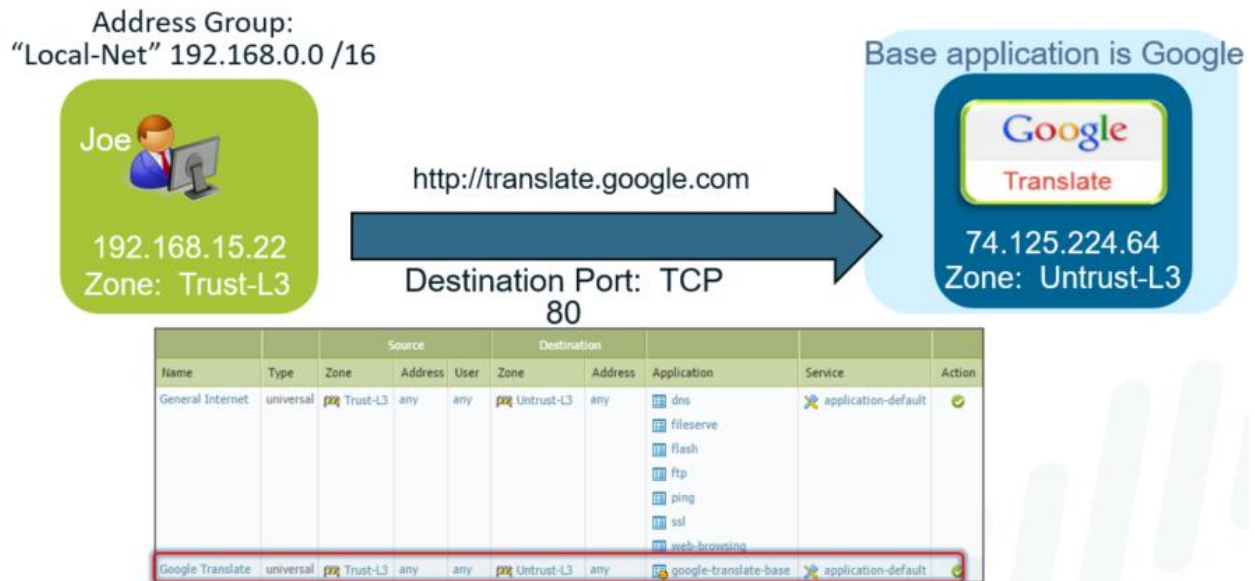 Address Group:
"Local-Net" 192.168.0.0 /16
Base application is Google
Joe
Google
Translate
http://translate.google.com
192.168.15.22
Zone: Trust-L3
74.125.224.64
Zone: Untrust-L3
Destination Port: TCP
80
Source Destination
Name Type Zone Address User Zone Address Application Service Action
General Internet universal Trust-L3 any any Untrust-L3 any dns application-default
fileserve
flash
ftp
ping
ssl
web-browsing
Google Translate universal Trust-L3 any any Untrust-L3 any google-translate-base application-default